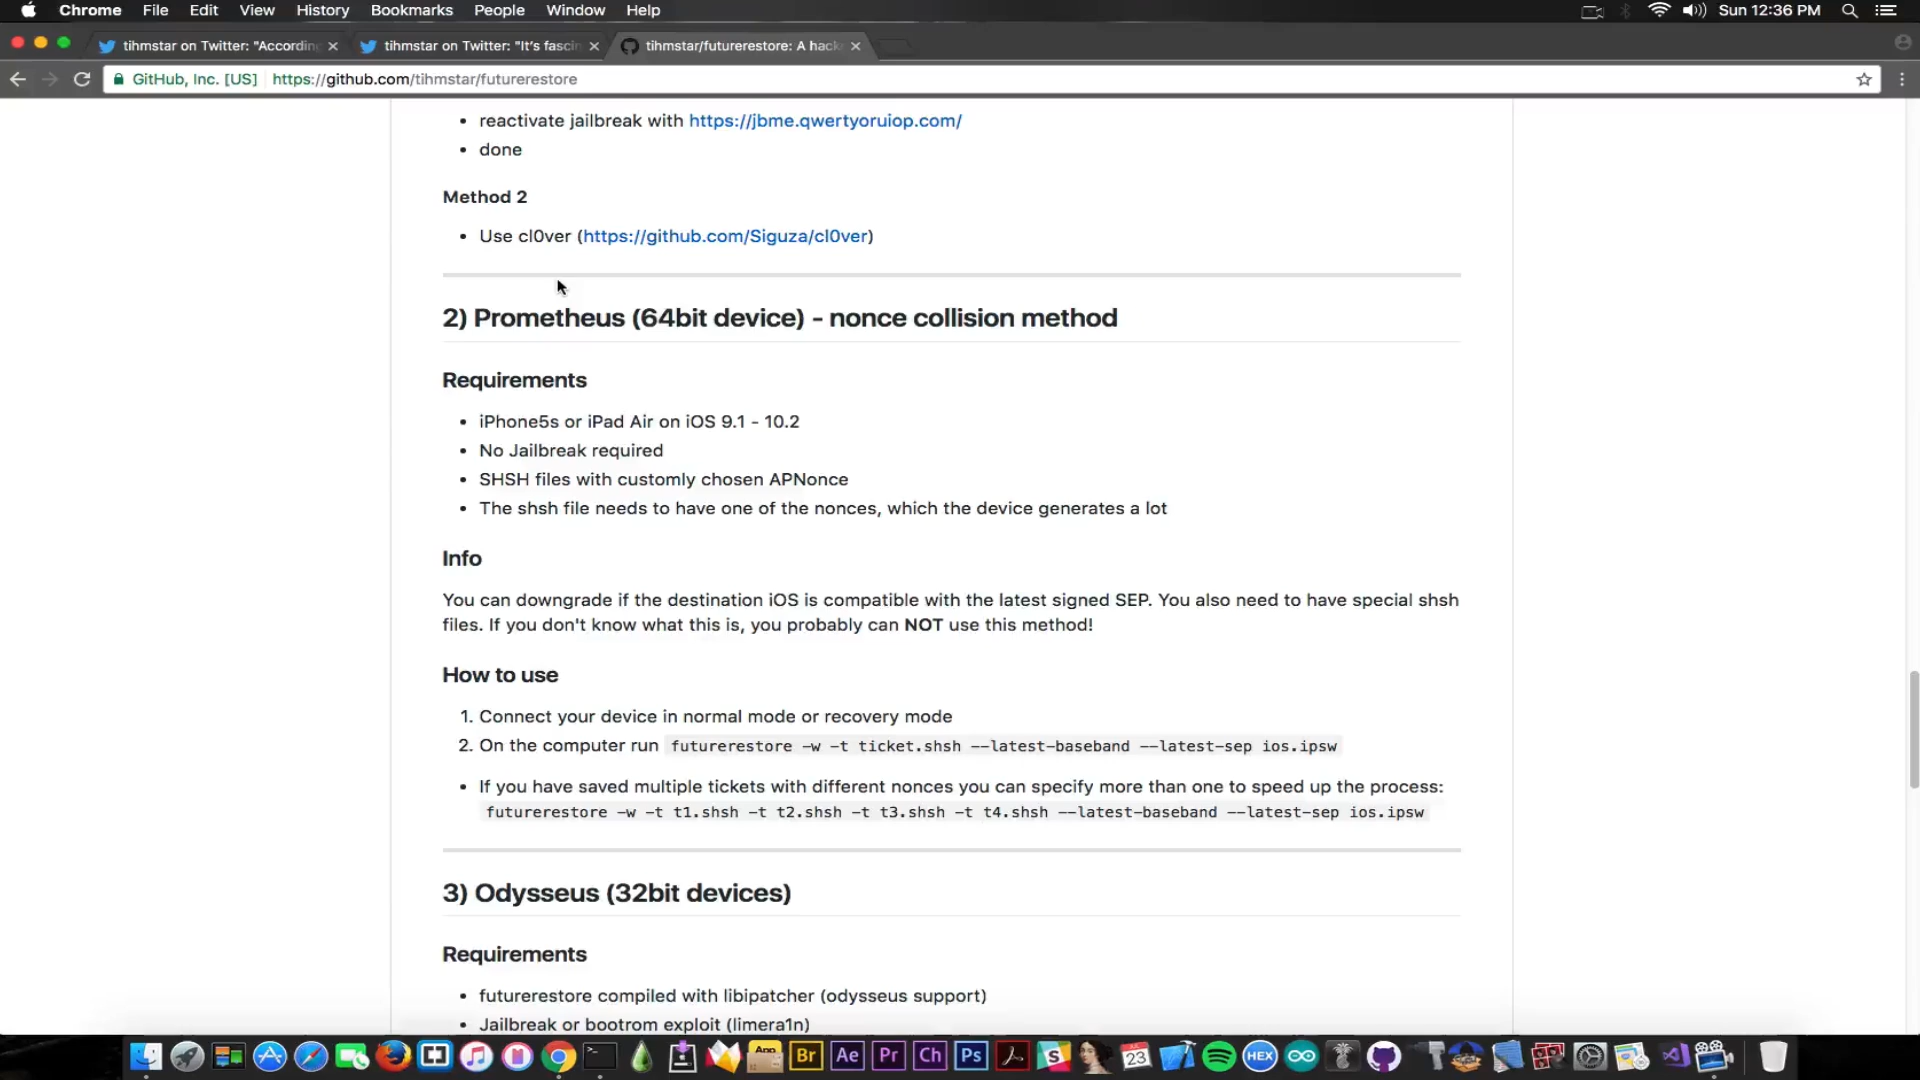 Chrome File Edit View History Bookmarks People Window Help Sun 12:36 PM
tihmstar on Twitter: "According
tihmstar on Twitter: "It's fascin
tihmstar/futurerestore: A hack
GitHub, Inc. [US] https://github.com/tihmstar/futurerestore
• reactivate jailbreak with https://jbme.qwertyoruiop.com/
• done
Method 2
• Use cl0ver (https://github.com/Siguza/cl0ver)
2) Prometheus (64bit device) - nonce collision method
Requirements
• iPhone5s or iPad Air on iOS 9.1 - 10.2
• No Jailbreak required
• SHSH files with customly chosen APNonce
• The shsh file needs to have one of the nonces, which the device generates a lot
Info
You can downgrade if the destination iOS is compatible with the latest signed SEP. You also need to have special shsh
files. If you don't know what this is, you probably can NOT use this method!
How to use
1. Connect your device in normal mode or recovery mode
2. On the computer run futurerestore -w -t ticket.shsh --latest-baseband --latest-sep ios.ipsw
• If you have saved multiple tickets with different nonces you can specify more than one to speed up the process:
futurerestore -w -t t1.shsh -t t2.shsh -t t3.shsh -t t4.shsh --latest-baseband --latest-sep ios.ipsw
3) Odysseus (32bit devices)
Requirements
• futurerestore compiled with libipatcher (odysseus support)
• Jailbreak or bootrom exploit (limera1n)
App Br Ae Pr Ch Ps S 23 HEX